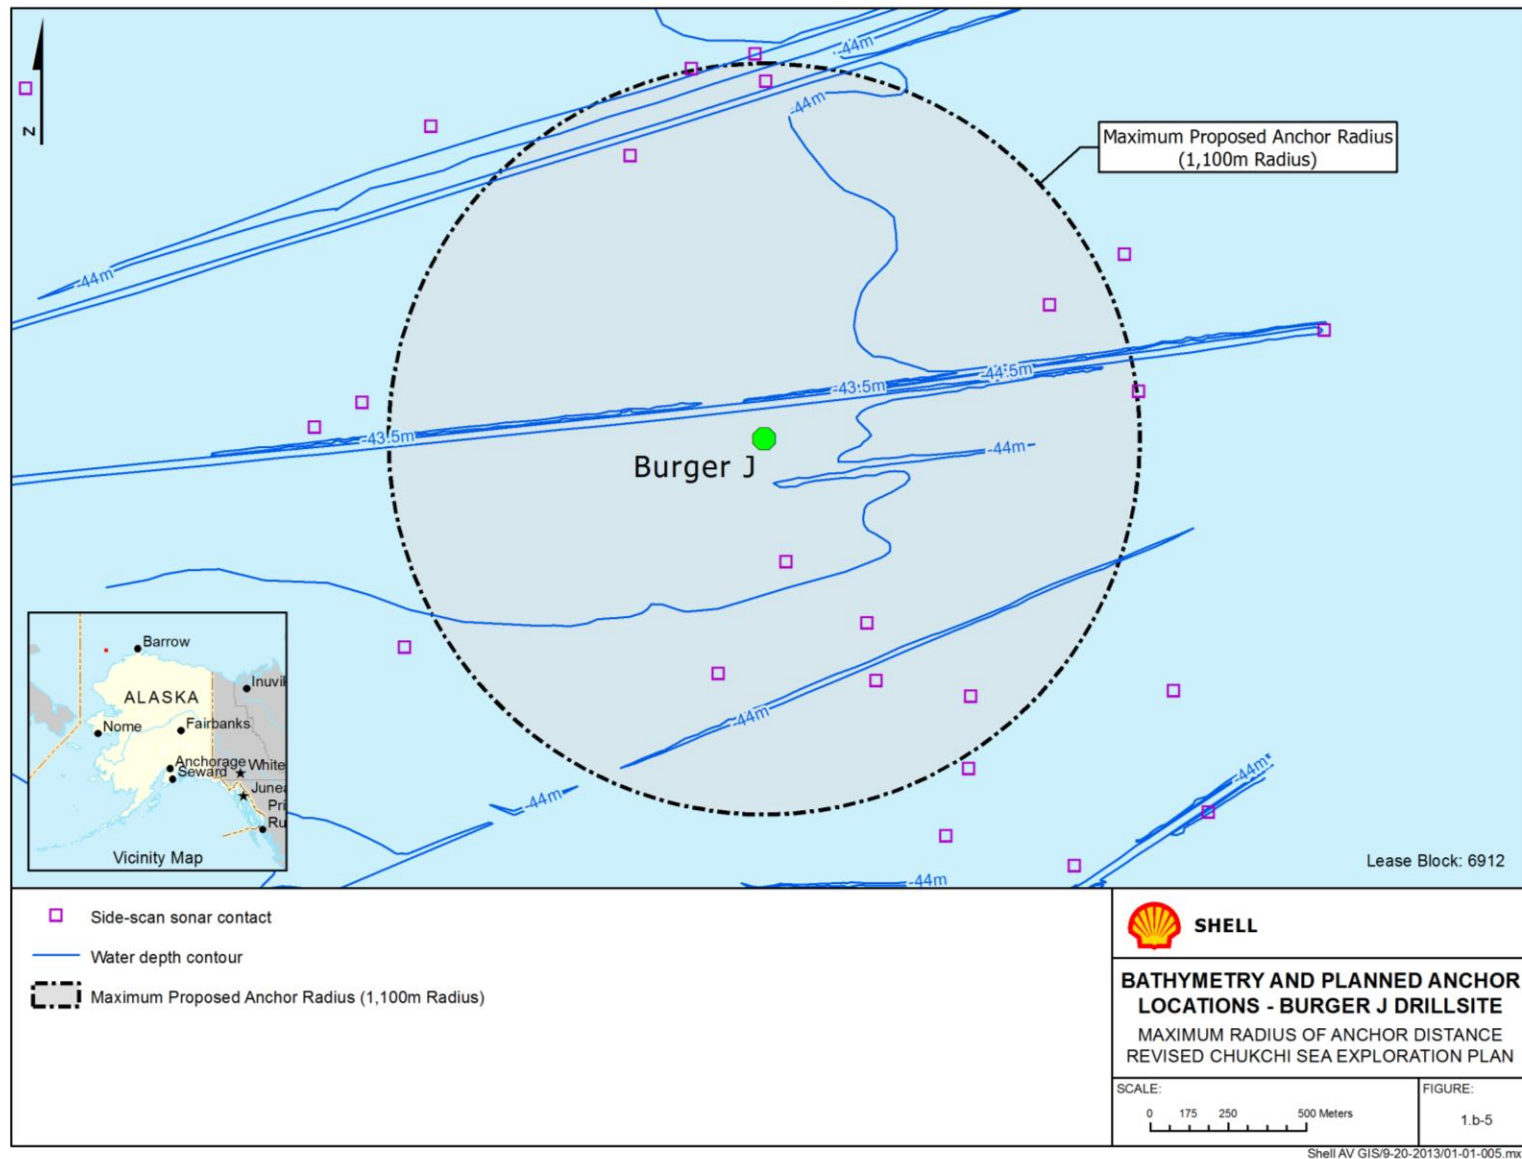 -44m
-44m
Maximum Proposed Anchor Radius
(1,100m Radius)
N
-44m
-43.5m
-44.5m
-43.5m
-44m
Burger J
-44m
-44m
-44m
-44m
Barrow
Inuvik
ALASKA
Nome
Fairbanks
Anchorage
White
Seward
Junea
Pri
Ru
Vicinity Map
Lease Block: 6912
Side-scan sonar contact
Water depth contour
Maximum Proposed Anchor Radius (1,100m Radius)
SHELL
BATHYMETRY AND PLANNED ANCHOR
LOCATIONS - BURGER J DRILLSITE
MAXIMUM RADIUS OF ANCHOR DISTANCE
REVISED CHUKCHI SEA EXPLORATION PLAN
SCALE:
0 175 250 500 Meters
FIGURE:
1.b-5
Shell AV GIS/9-20-2013/01-01-005.mx